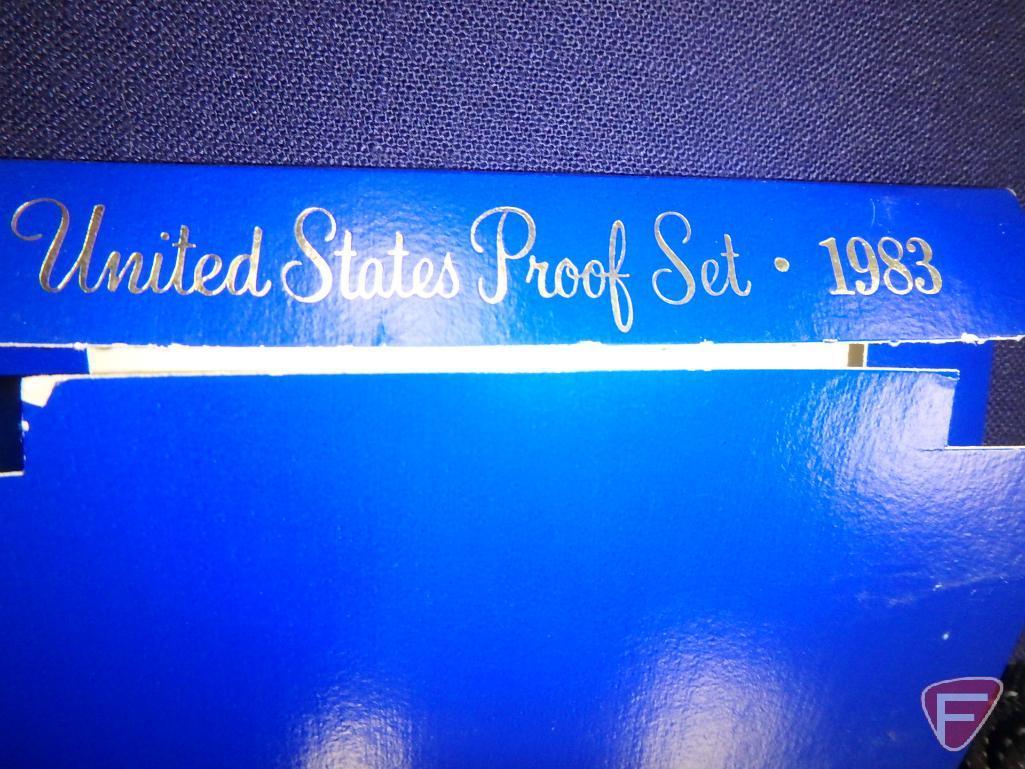 United States Proof Set · 1983
F